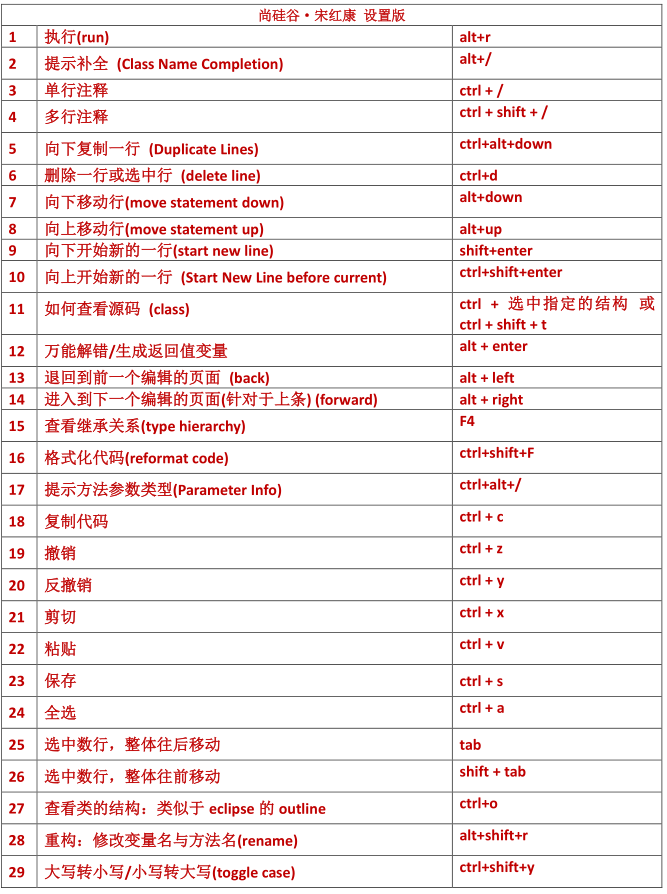 尚硅谷·宋红康 设置版
1 执行(run) alt+r
2 提示补全 (Class Name Completion) alt+/
3 单行注释 ctrl + /
4 多行注释 ctrl + shift + /
5 向下复制一行 (Duplicate Lines) ctrl+alt+down
6 删除一行或选中行 (delete line) ctrl+d
7 向下移动行(move statement down) alt+down
8 向上移动行(move statement up) alt+up
9 向下开始新的一行(start new line) shift+enter
10 向上开始新的一行 (Start New Line before current) ctrl+shift+enter
11 如何查看源码 (class) ctrl + 选中指定的结构 或
ctrl + shift + t
12 万能解错/生成返回值变量 alt + enter
13 退回到前一个编辑的页面 (back) alt + left
14 进入到下一个编辑的页面(针对于上条) (forward) alt + right
15 查看继承关系(type hierarchy) F4
16 格式化代码(reformat code) ctrl+shift+F
17 提示方法参数类型(Parameter Info) ctrl+alt+/
18 复制代码 ctrl + c
19 撤销 ctrl + z
20 反撤销 ctrl + y
21 剪切 ctrl + x
22 粘贴 ctrl + v
23 保存 ctrl + s
24 全选 ctrl + a
25 选中数行，整体往后移动 tab
26 选中数行，整体往前移动 shift + tab
27 查看类的结构：类似于 eclipse 的 outline ctrl+o
28 重构：修改变量名与方法名(rename) alt+shift+r
29 大写转小写/小写转大写(toggle case) ctrl+shift+y